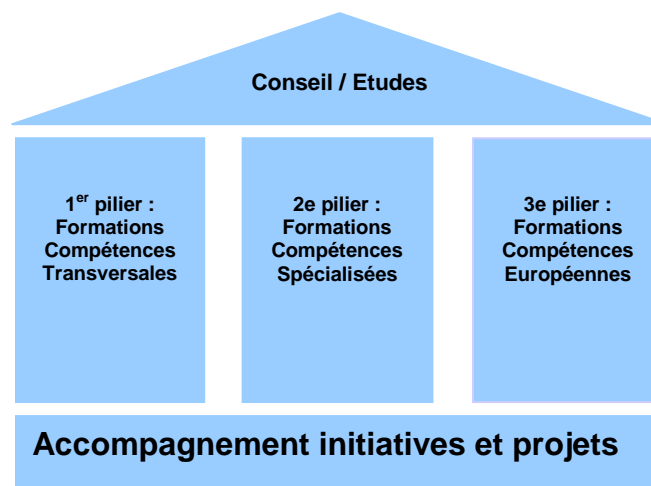 Conseil / Etudes
1er pilier :
Formations
Compétences
Transversales
2e pilier :
Formations
Compétences
Spécialisées
3e pilier :
Formations
Compétences
Européennes
Accompagnement initiatives et projets